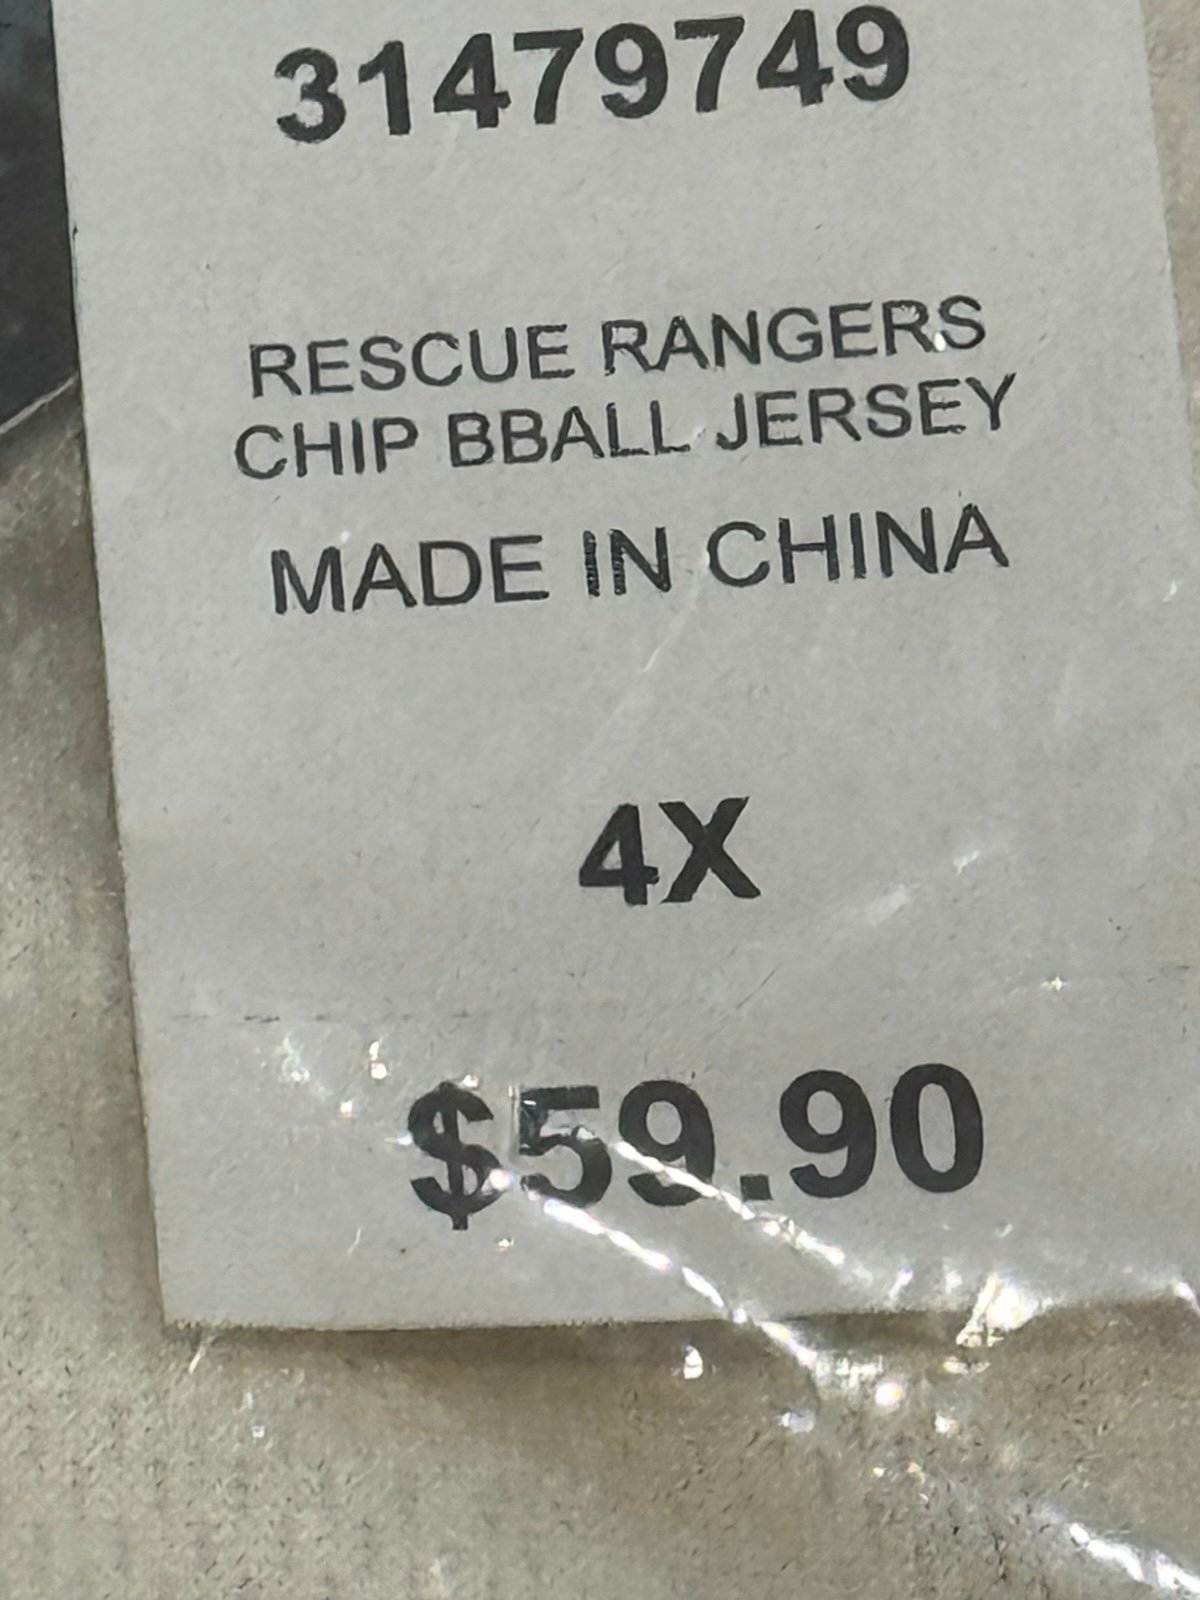 31479749
RESCUE RANGERS
CHIP BBALL JERSEY
MADE IN CHINA
4X
$59.90